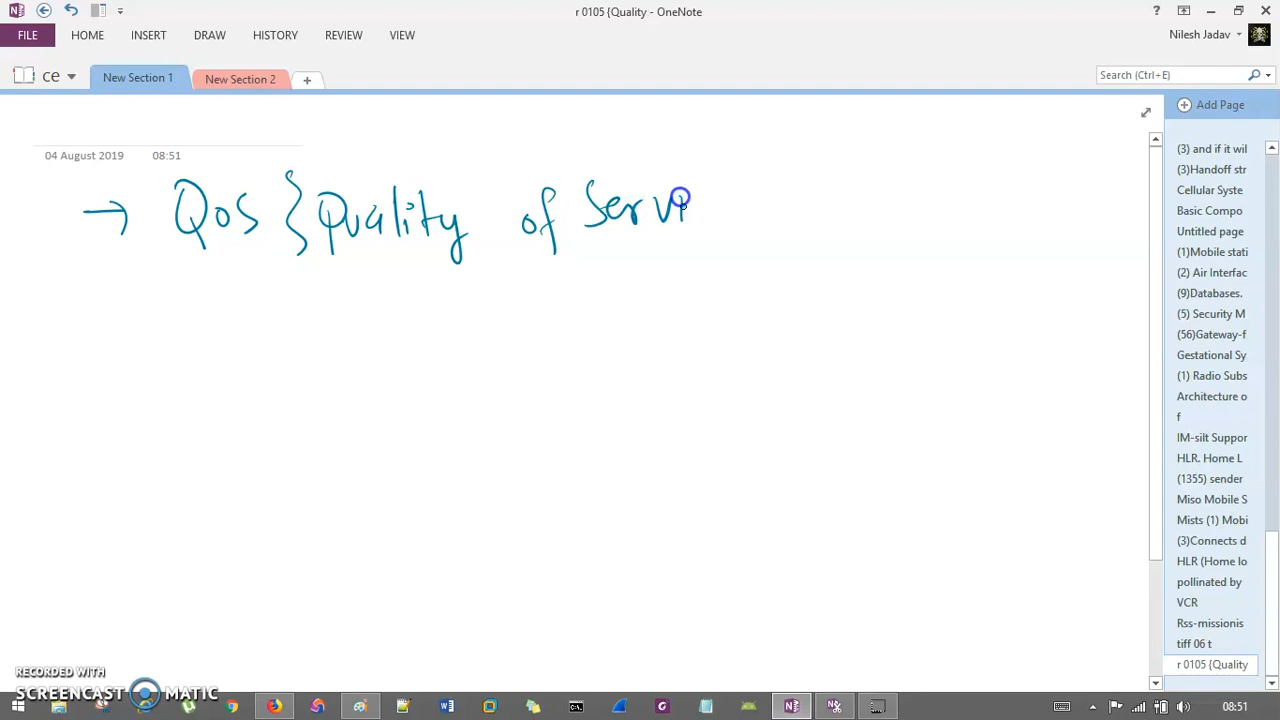 r 0105 {Quality - OneNote
?
FILE HOME INSERT DRAW HISTORY REVIEW VIEW
Nilesh Jadav
ce
New Section 1
New Section 2
Search (Ctrl+E)
Add Page
04 August 2019 08:51
→ QoS { Quality of Servi
(3) and if it wil
(3)Handoff str
Cellular Syste
Basic Compo
Untitled page
(1)Mobile stati
(2) Air Interfac
(9)Databases.
(5) Security M
(56)Gateway-f
Gestational Sy
(1) Radio Subs
Architecture o
f
IM-silt Suppor
HLR. Home L
(1355) sender
Miso Mobile S
Mists (1) Mobi
(3)Connects d
HLR (Home lo
pollinated by
VCR
Rss-missionis
tiff 06 t
r 0105 {Quality
RECORDED WITH
SCREENCAST MATIC
08:51